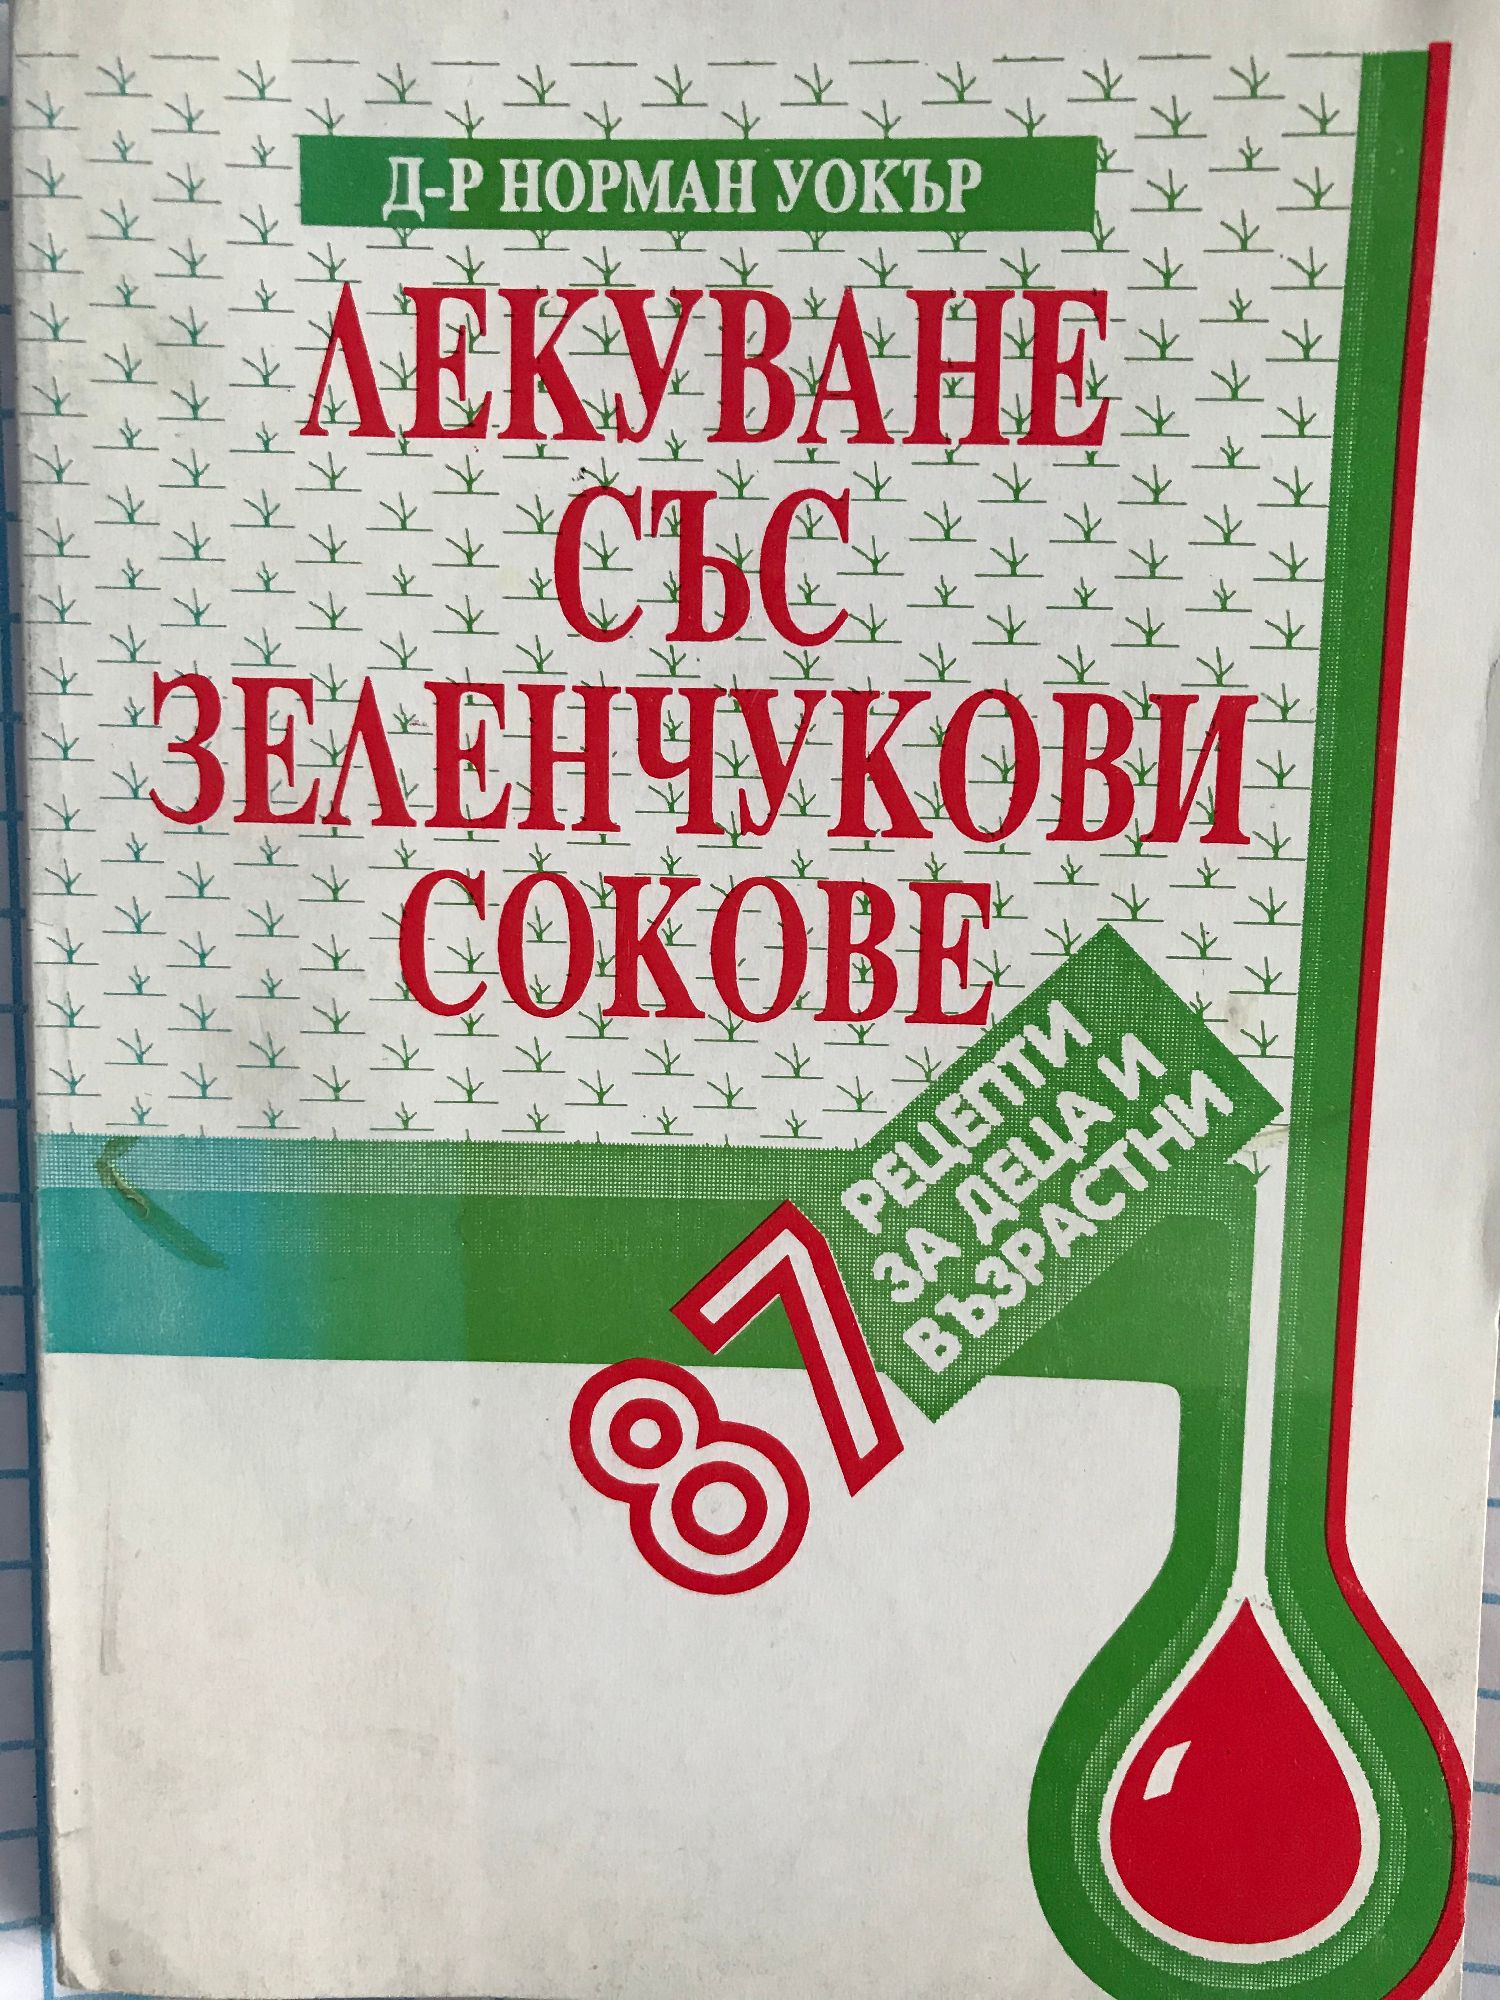 Д-Р НОРМАН УОКЪР
ЛЕКУВАНЕ
СЪС
ЗЕЛЕНЧУКОВИ
СОКОВЕ
87
РЕЦЕПТИ
ЗА ДЕЦА И
ВЪЗРАСТНИ